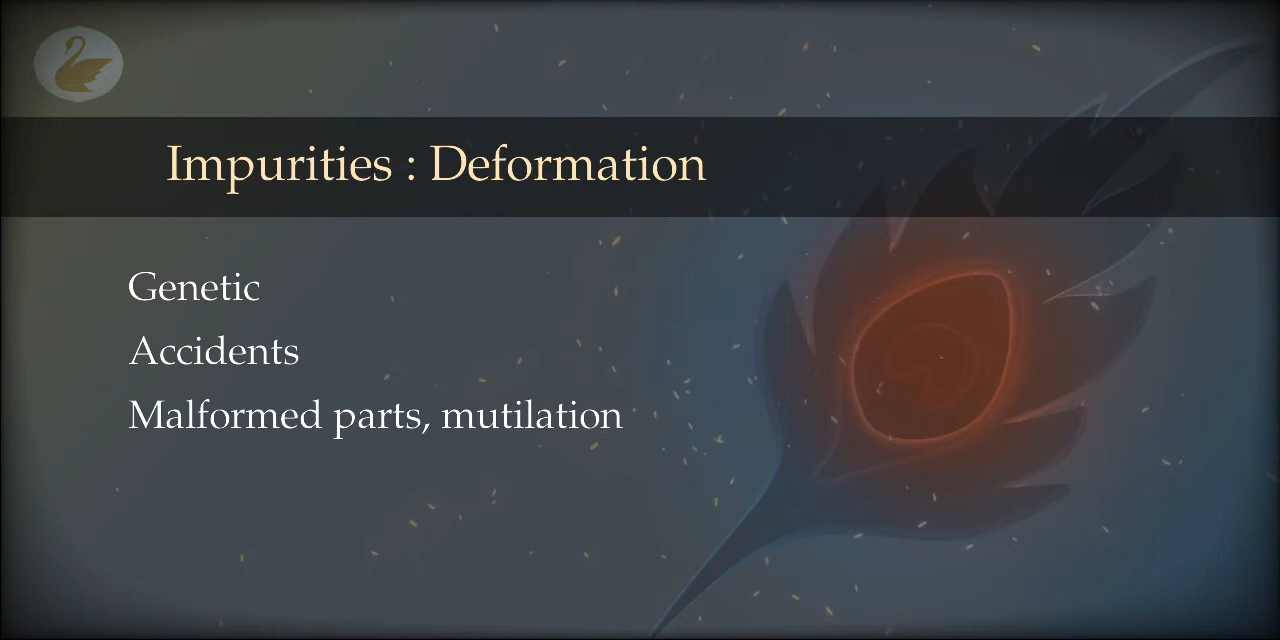 Impurities : Deformation
Genetic
Accidents
Malformed parts, mutilation